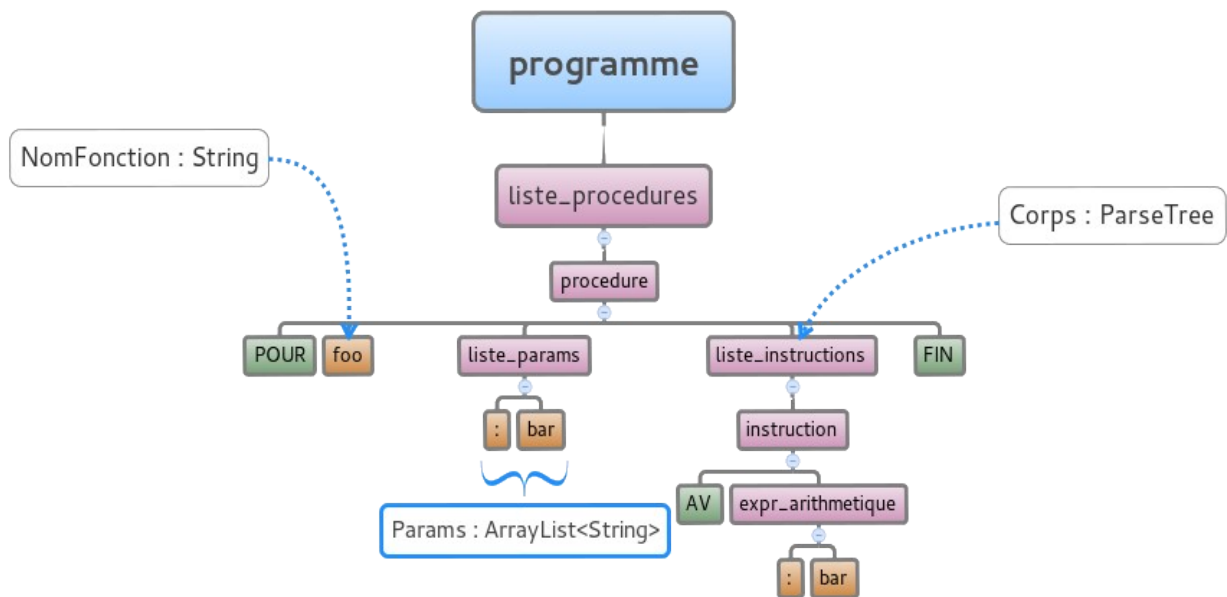 programme
NomFonction : String
liste_procedures
Corps : ParseTree
procedure
POUR
foo
liste_params
liste_instructions
FIN
:
bar
instruction
AV
expr_arithmetique
Params : ArrayList<String>
:
bar